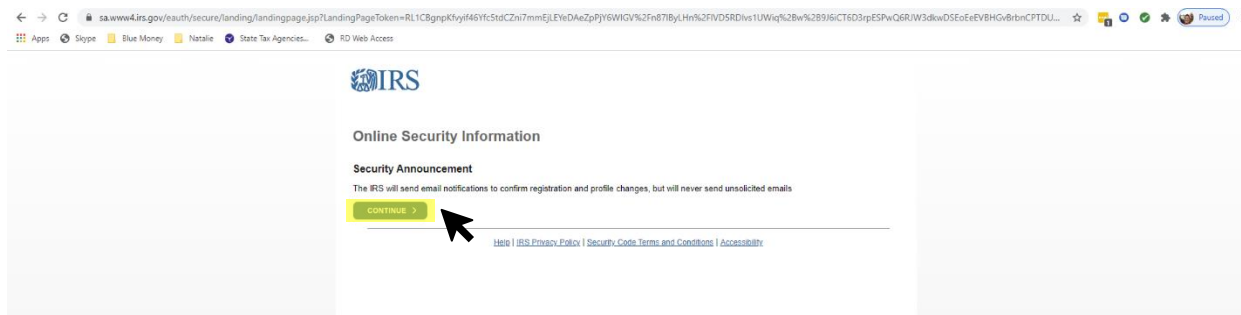 sa.www4.irs.gov/eauth/secure/landing/landingpage.jsp?LandingPageToken=RL1CBgnpKfvyif46Yfc5tdCZni7mmEjLEYeDAeZpPjY6WIGV%2Fn87lByLHn%2FIVD5RDIvs1UWiq%2Bw%2B9J6iCT6D3rpESPwQ6RJW3dkwDSEoEeEVBHGvBrbnCPTDU... Paused
Apps Skype Blue Money Natalie State Tax Agencies... RD Web Access
IRS
Online Security Information
Security Announcement
The IRS will send email notifications to confirm registration and profile changes, but will never send unsolicited emails
CONTINUE >
Help | IRS Privacy Policy | Security Code Terms and Conditions | Accessibility